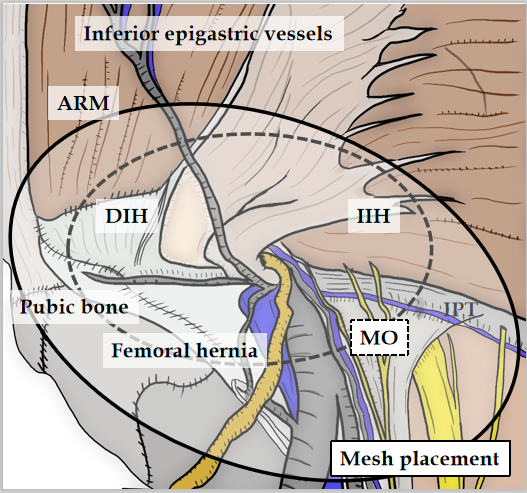 Inferior epigastric vessels
ARM
DIH
IIH
Pubic bone
IPT
MO
Femoral hernia
Mesh placement